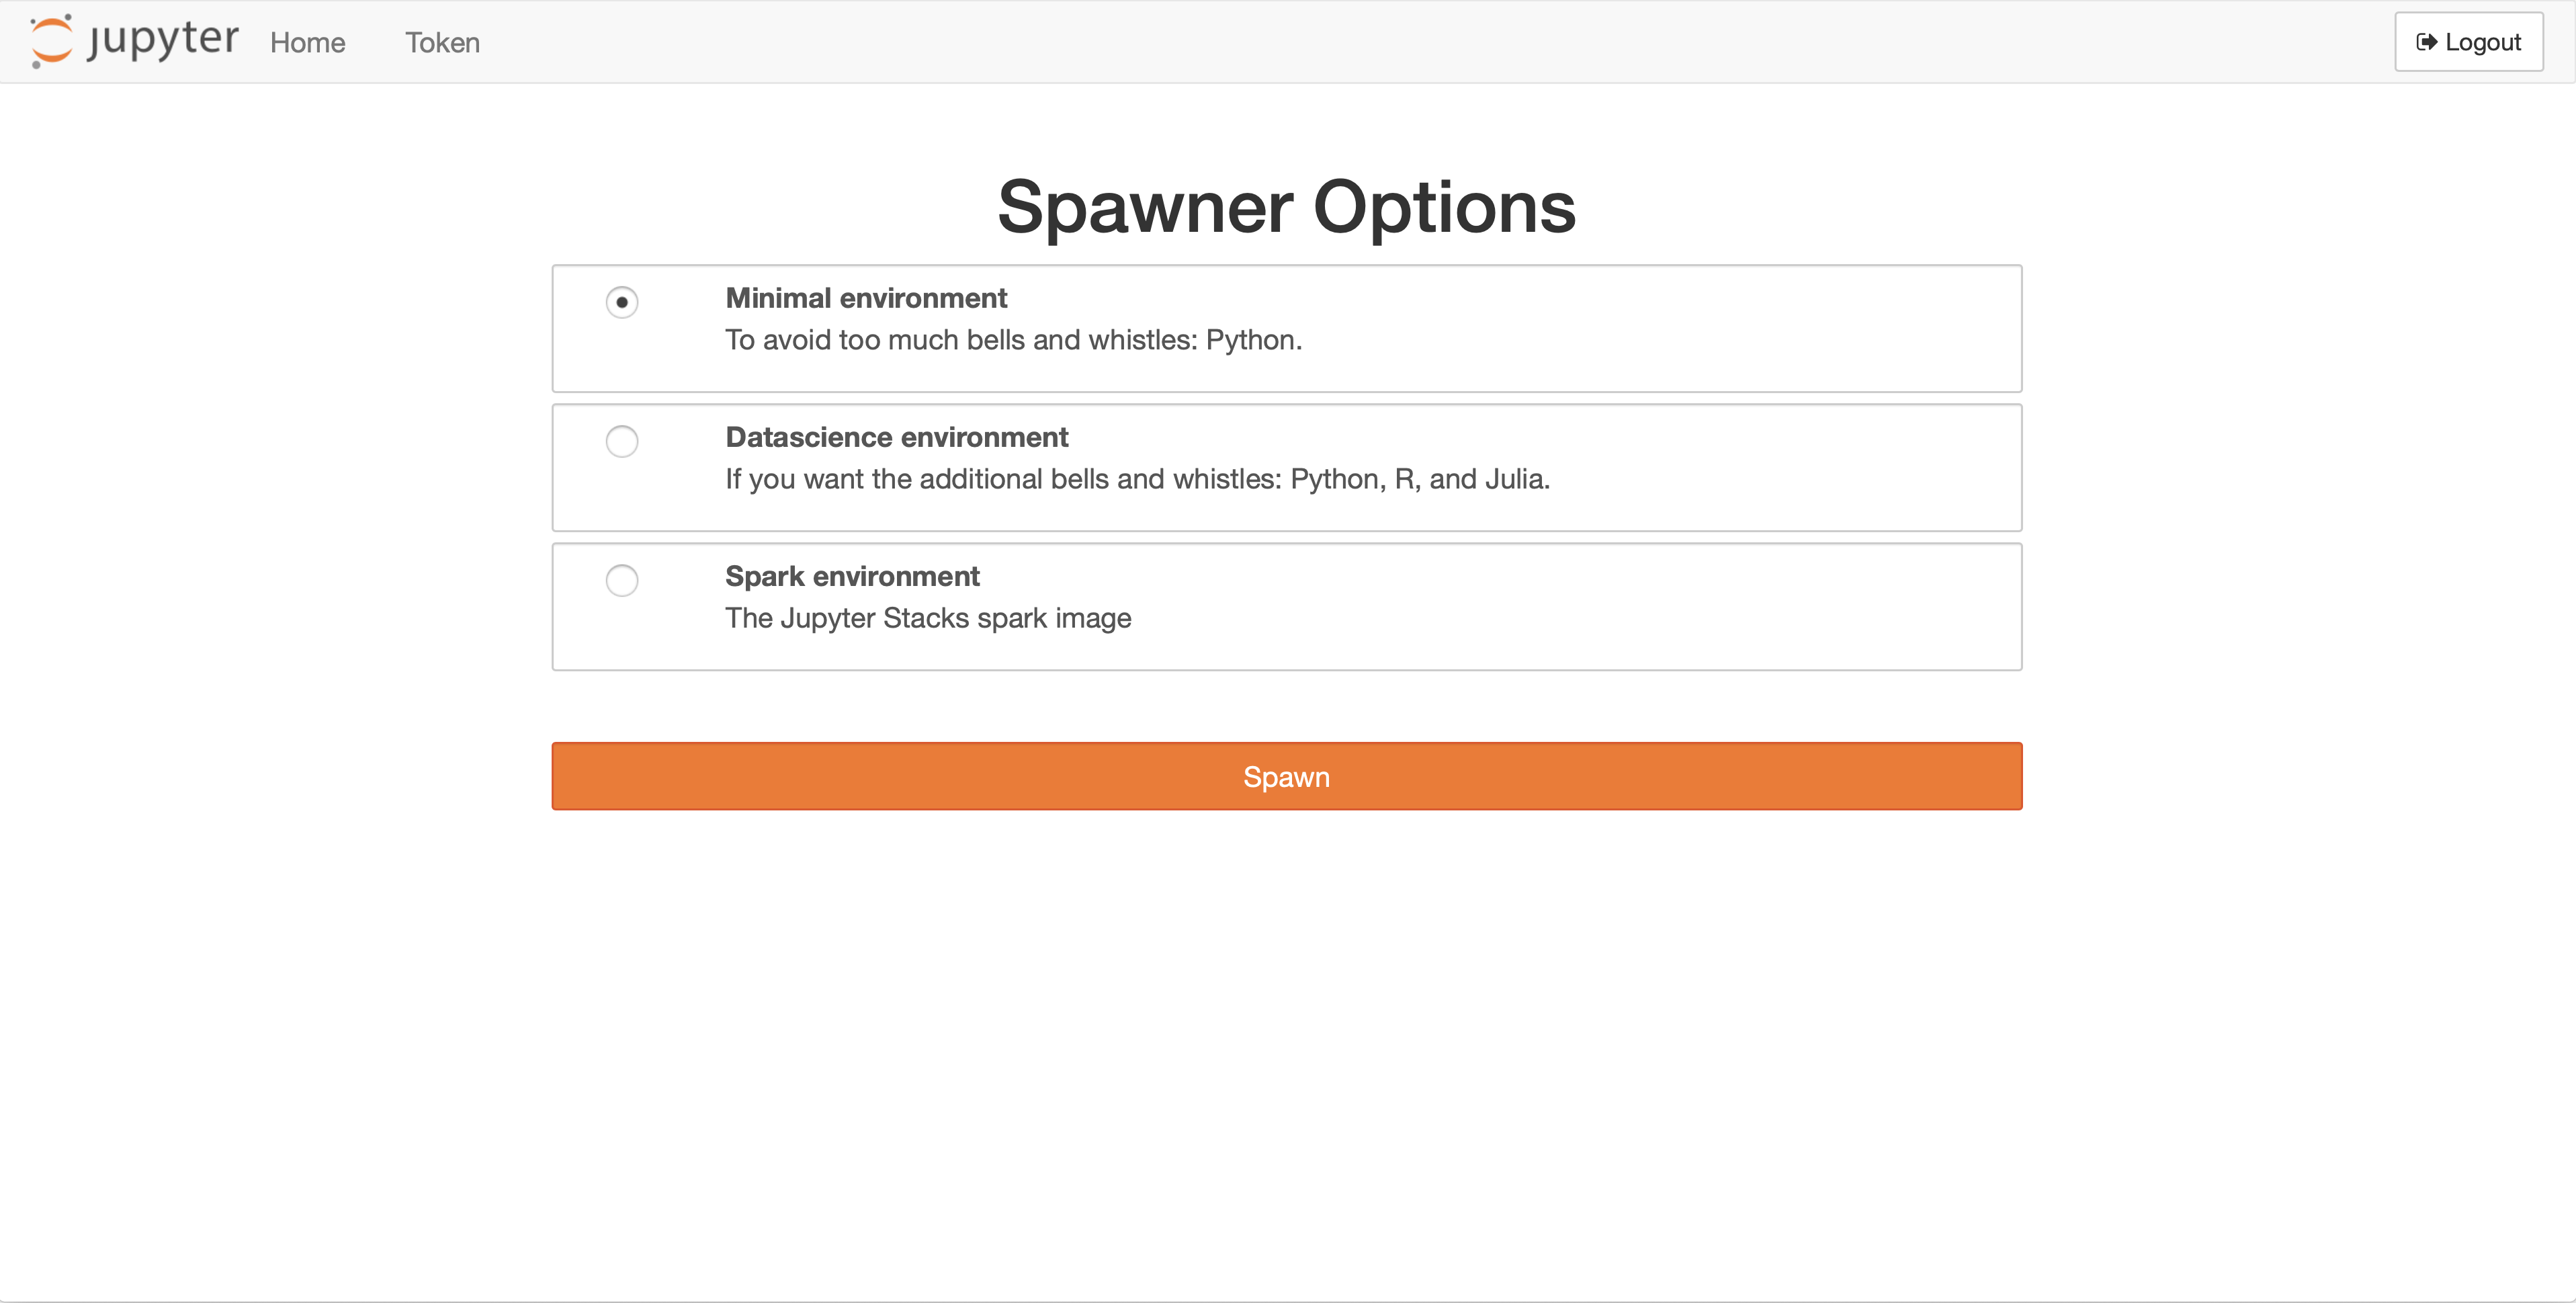 jupyter Home Token Logout
Spawner Options
Minimal environment
To avoid too much bells and whistles: Python.
Datascience environment
If you want the additional bells and whistles: Python, R, and Julia.
Spark environment
The Jupyter Stacks spark image
Spawn